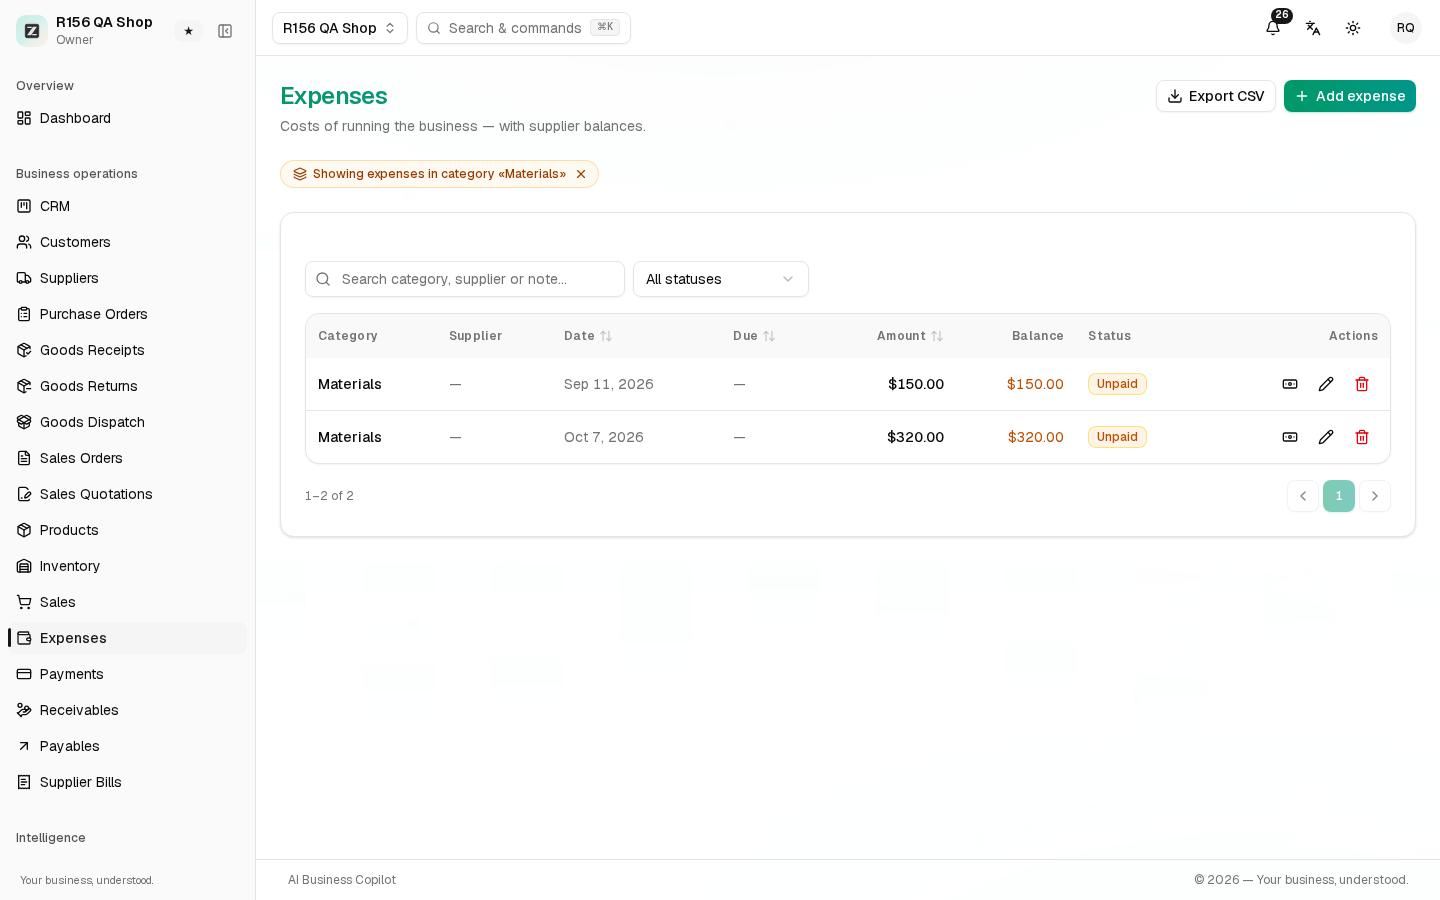 R156 QA Shop
Owner
Overview
Dashboard
Business operations
CRM
Customers
Suppliers
Purchase Orders
Goods Receipts
Goods Returns
Goods Dispatch
Sales Orders
Sales Quotations
Products
Inventory
Sales
Expenses
Payments
Receivables
Payables
Supplier Bills
Intelligence
Your business, understood.
R156 QA Shop
Search & commands ⌘K
26
RQ
Expenses
Costs of running the business — with supplier balances.
Export CSV
Add expense
Showing expenses in category «Materials»
Search category, supplier or note...
All statuses
Category Supplier Date Due Amount Balance Status Actions
Materials — Sep 11, 2026 — $150.00 $150.00 Unpaid
Materials — Oct 7, 2026 — $320.00 $320.00 Unpaid
1–2 of 2
1
AI Business Copilot
© 2026 — Your business, understood.